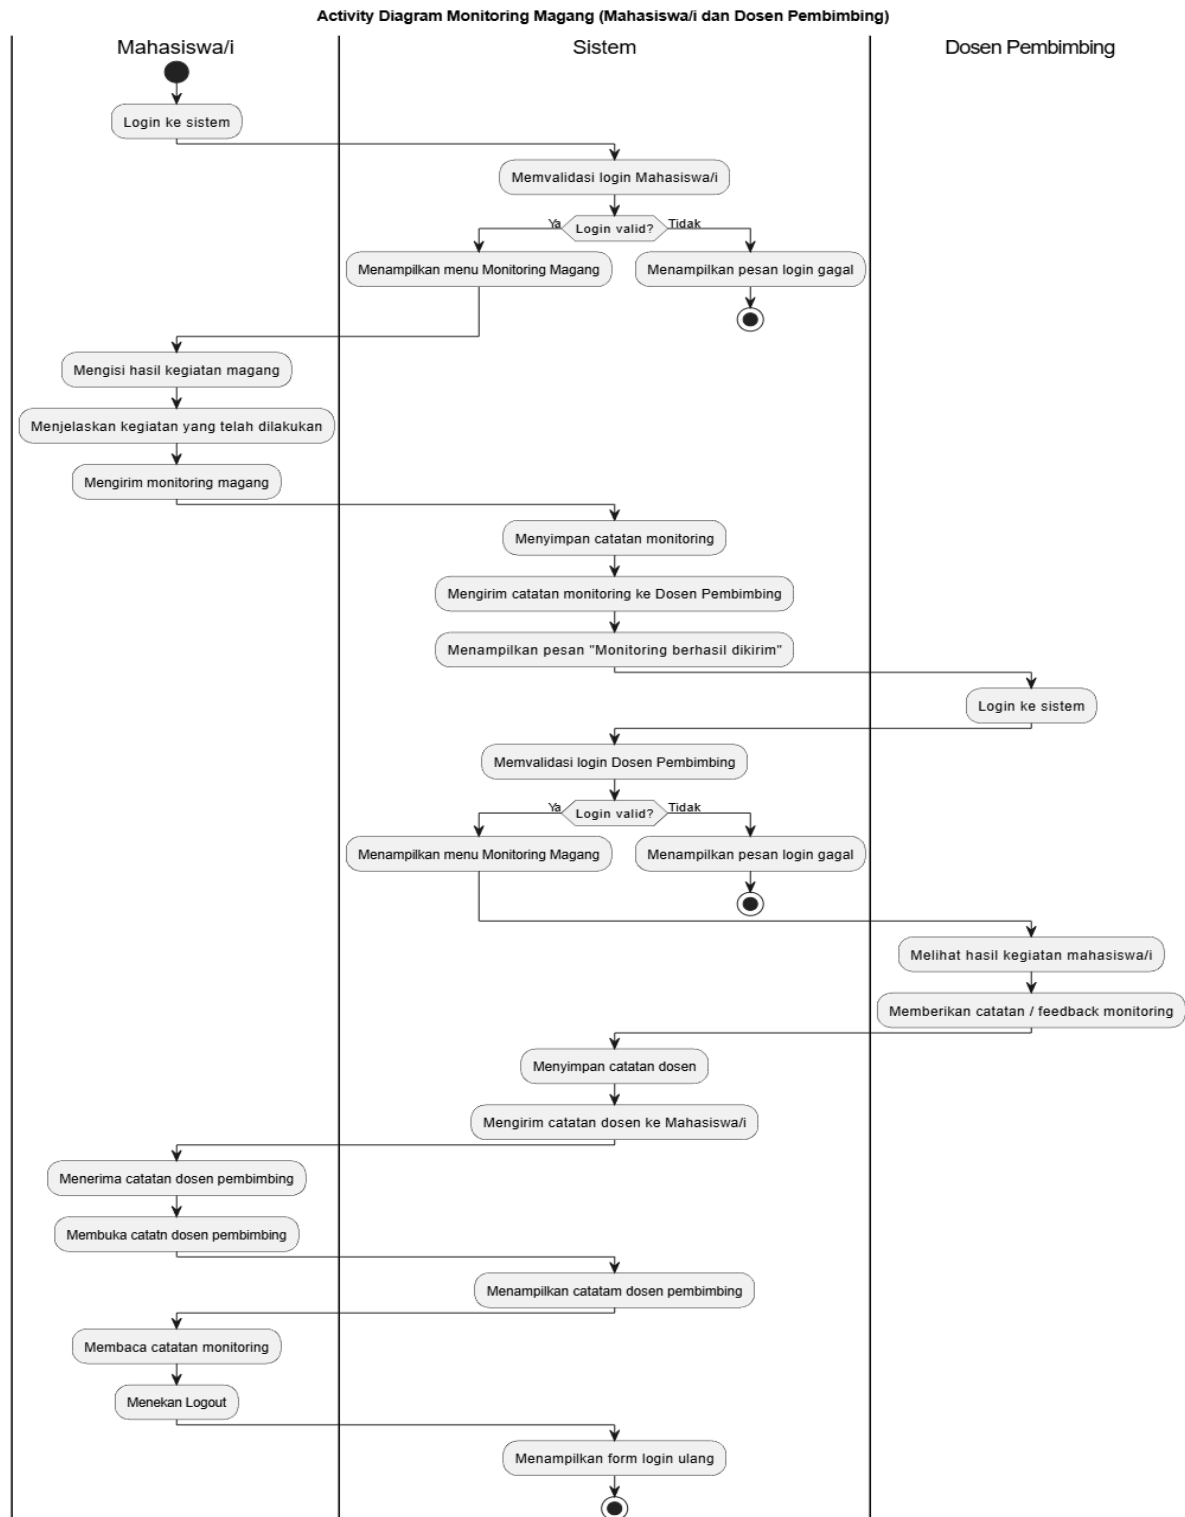 Activity Diagram Monitoring Magang (Mahasiswa/i dan Dosen Pembimbing)
Mahasiswa/i
Sistem
Dosen Pembimbing
Login ke sistem
Memvalidasi login Mahasiswa/i
Ya
Login valid?
Tidak
Menampilkan menu Monitoring Magang
Menampilkan pesan login gagal
Mengisi hasil kegiatan magang
Menjelaskan kegiatan yang telah dilakukan
Mengirim monitoring magang
Menyimpan catatan monitoring
Mengirim catatan monitoring ke Dosen Pembimbing
Menampilkan pesan "Monitoring berhasil dikirim"
Login ke sistem
Memvalidasi login Dosen Pembimbing
Ya
Login valid?
Tidak
Menampilkan menu Monitoring Magang
Menampilkan pesan login gagal
Melihat hasil kegiatan mahasiswa/i
Memberikan catatan / feedback monitoring
Menyimpan catatan dosen
Mengirim catatan dosen ke Mahasiswa/i
Menerima catatan dosen pembimbing
Membuka catatn dosen pembimbing
Menampilkan catatam dosen pembimbing
Membaca catatan monitoring
Menekan Logout
Menampilkan form login ulang